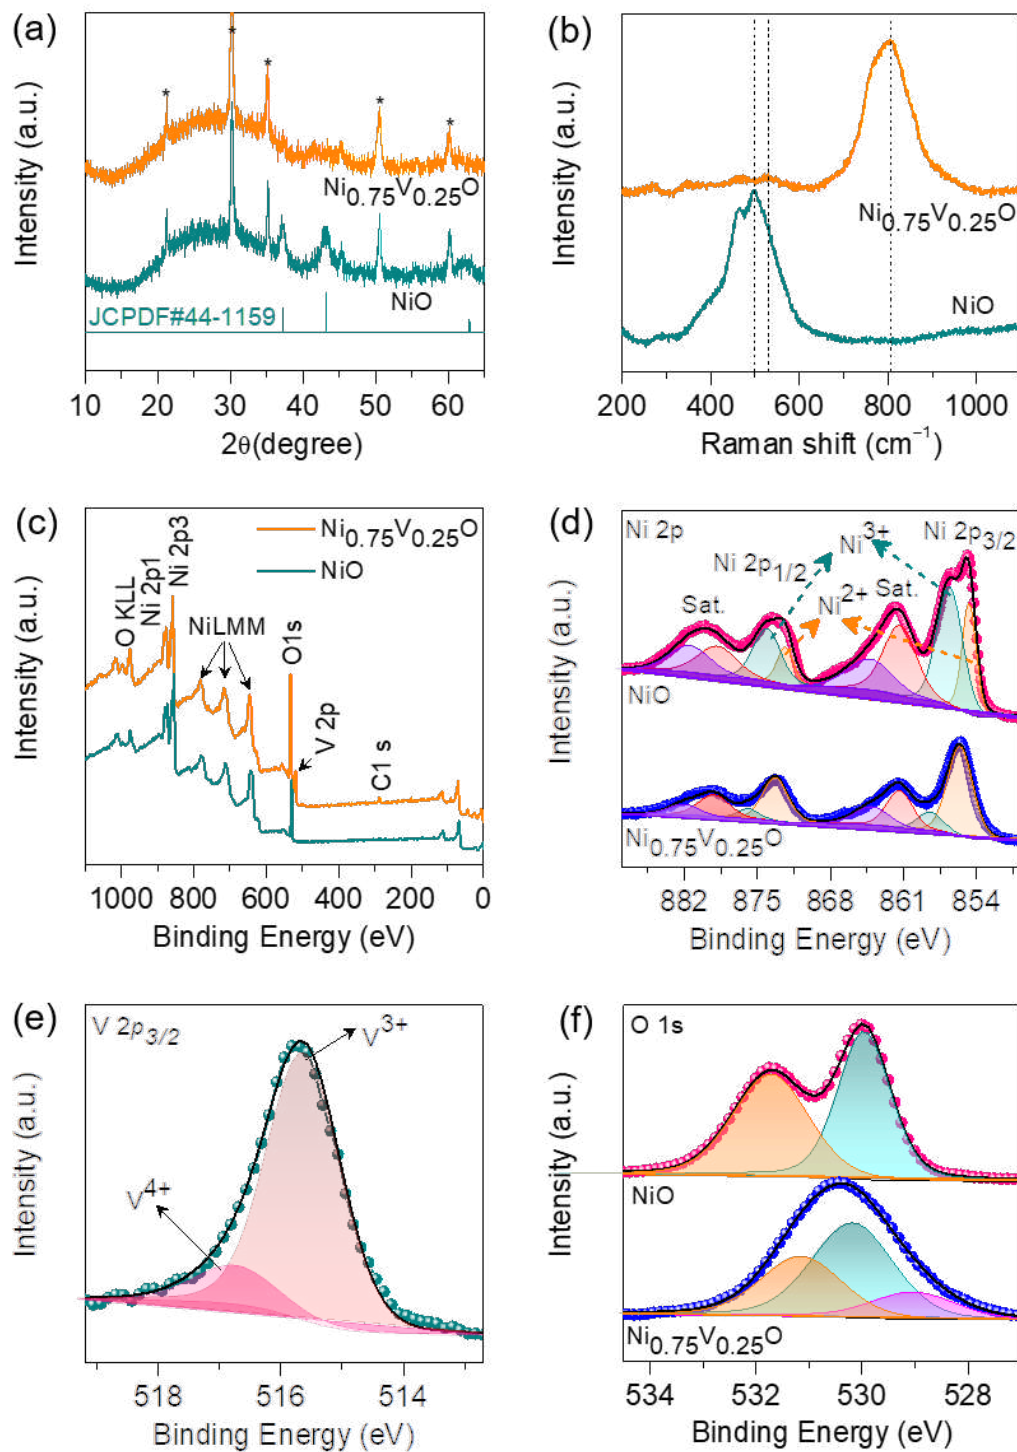 (a)
Intensity (a.u.)
*
*
*
*
*
Ni0.75V0.25O
NiO
JCPDF#44-1159
10 20 30 40 50 60
2θ(degree)
(b)
Intensity (a.u.)
Ni0.75V0.25O
NiO
200 400 600 800 1000
Raman shift (cm⁻¹)
(c)
Intensity (a.u.)
Ni0.75V0.25O
NiO
O KLL
Ni 2p1
Ni 2p3
NiLMM
O1s
V 2p
C1 s
1000 800 600 400 200 0
Binding Energy (eV)
(d)
Intensity (a.u.)
Ni 2p
Ni³⁺
Ni 2p3/2
Ni 2p1/2
Sat.
Sat.
Ni²⁺
NiO
Ni0.75V0.25O
882 875 868 861 854
Binding Energy (eV)
(e)
Intensity (a.u.)
V 2p3/2
V³⁺
V⁴⁺
518 516 514
Binding Energy (eV)
(f)
Intensity (a.u.)
O 1s
NiO
Ni0.75V0.25O
534 532 530 528
Binding Energy (eV)